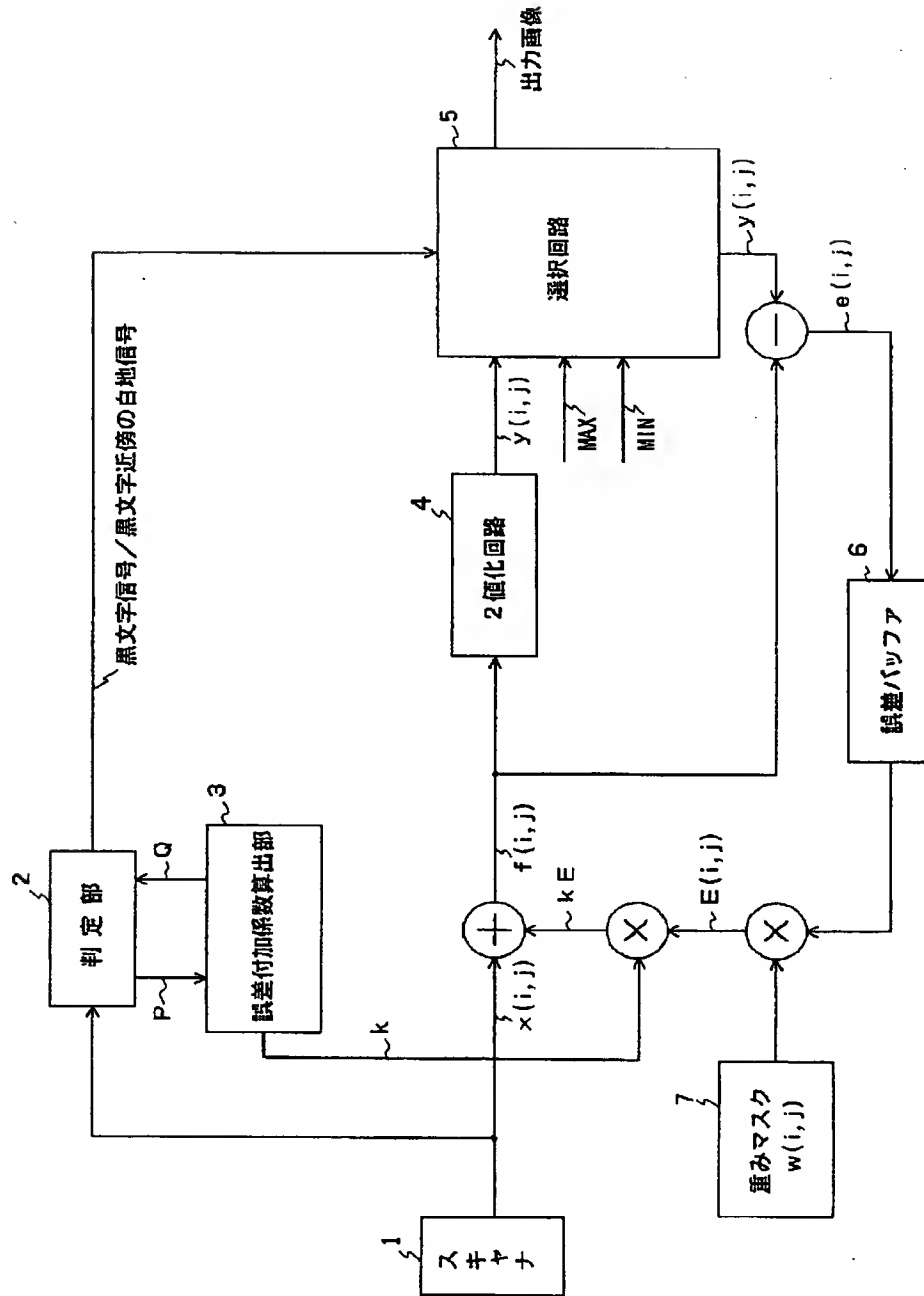 1
スキャナ
2
判定部
P
Q
3
誤差付加係数算出部
k
黒文字信号／黒文字近傍の白地信号
x(i,j)
f(i,j)
kE
E(i,j)
7
重みマスク
w(i,j)
4
2値化回路
y(i,j)
MAX
MIN
5
選択回路
出力画像
y(i,j)
e(i,j)
6
誤差バッファ